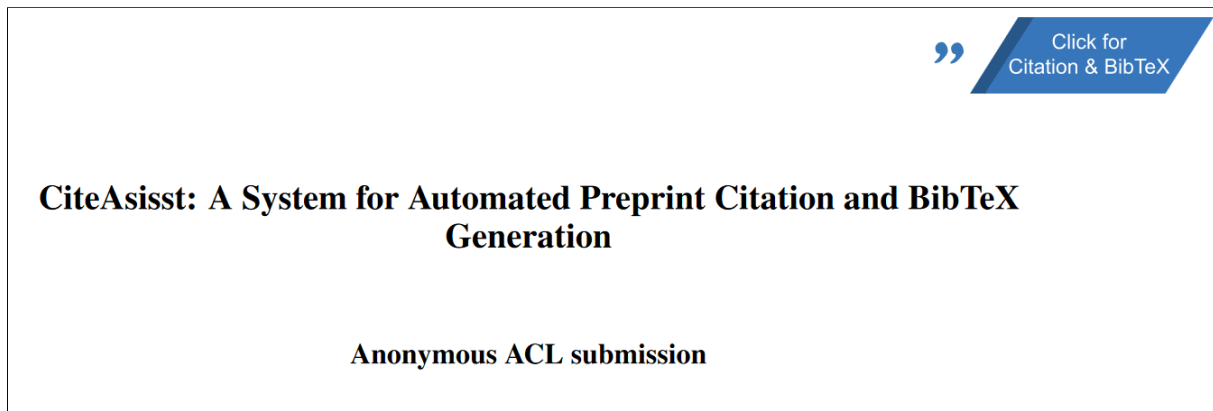 Click for
Citation & BibTeX
CiteAsisst: A System for Automated Preprint Citation and BibTeX
Generation
Anonymous ACL submission